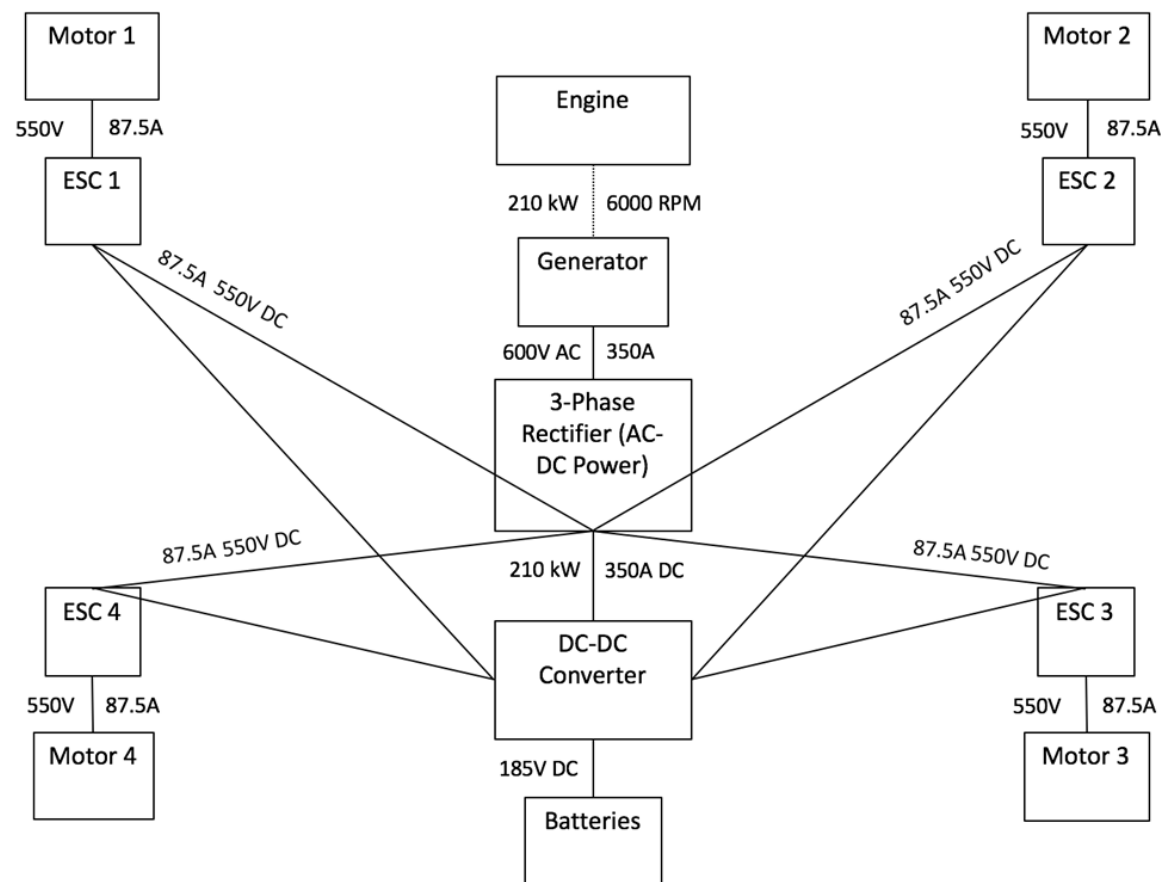 Motor 1
Motor 2
Engine
550V 87.5A
550V 87.5A
ESC 1
ESC 2
210 kW 6000 RPM
Generator
87.5A 550V DC
87.5A 550V DC
600V AC 350A
3-Phase
Rectifier (AC-
DC Power)
87.5A 550V DC
87.5A 550V DC
210 kW 350A DC
ESC 4
ESC 3
DC-DC
Converter
550V 87.5A
550V 87.5A
Motor 4
Motor 3
185V DC
Batteries